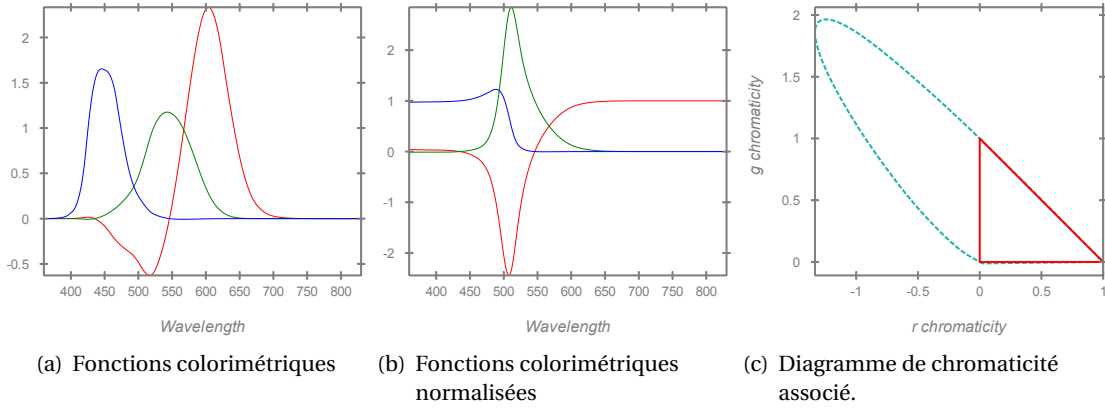 2
1.5
1
0.5
0
-0.5
400 450 500 550 600 650 700 750 800
Wavelength
(a) Fonctions colorimétriques
2
1
0
-1
-2
400 450 500 550 600 650 700 750 800
Wavelength
(b) Fonctions colorimétriques
normalisées
g chromaticity
2
1.5
1
0.5
0
-1 -0.5 0 0.5 1
r chromaticity
(c) Diagramme de chromaticité
associé.